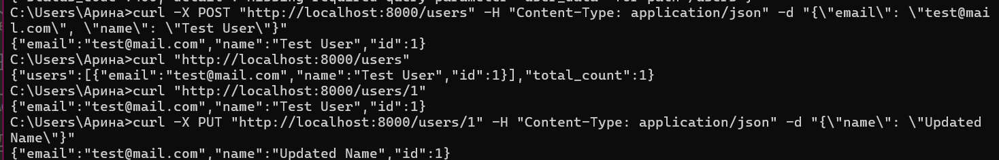 C:\Users\Арина>curl -X POST "http://localhost:8000/users" -H "Content-Type: application/json" -d "{\"email\": \"test@mai
l.com\", \"name\": \"Test User\"}"
{"email":"test@mail.com","name":"Test User","id":1}
C:\Users\Арина>curl "http://localhost:8000/users"
{"users":[{"email":"test@mail.com","name":"Test User","id":1}],"total_count":1}
C:\Users\Арина>curl "http://localhost:8000/users/1"
{"email":"test@mail.com","name":"Test User","id":1}
C:\Users\Арина>curl -X PUT "http://localhost:8000/users/1" -H "Content-Type: application/json" -d "{\"name\": \"Updated
Name\"}"
{"email":"test@mail.com","name":"Updated Name","id":1}